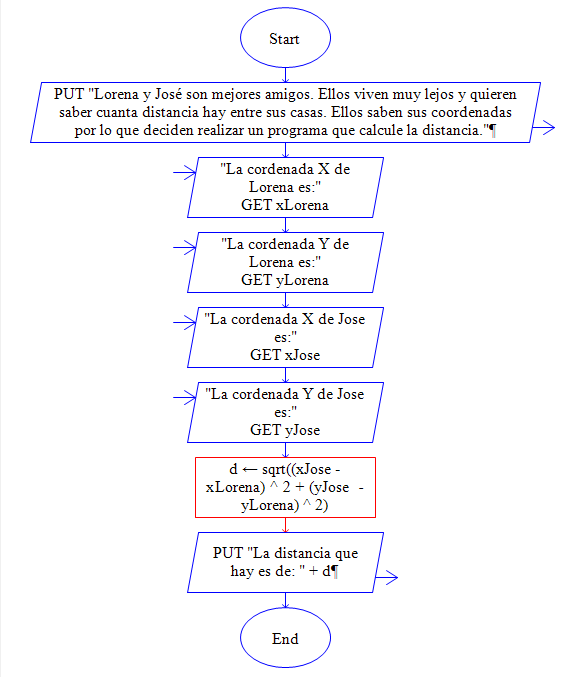 Start
PUT "Lorena y José son mejores amigos. Ellos viven muy lejos y quieren
saber cuanta distancia hay entre sus casas. Ellos saben sus coordenadas
por lo que deciden realizar un programa que calcule la distancia."¶
"La cordenada X de
Lorena es:"
GET xLorena
"La cordenada Y de
Lorena es:"
GET yLorena
"La cordenada X de Jose
es:"
GET xJose
"La cordenada Y de Jose
es:"
GET yJose
d ← sqrt((xJose -
xLorena) ^ 2 + (yJose -
yLorena) ^ 2)
PUT "La distancia que
hay es de: " + d¶
End